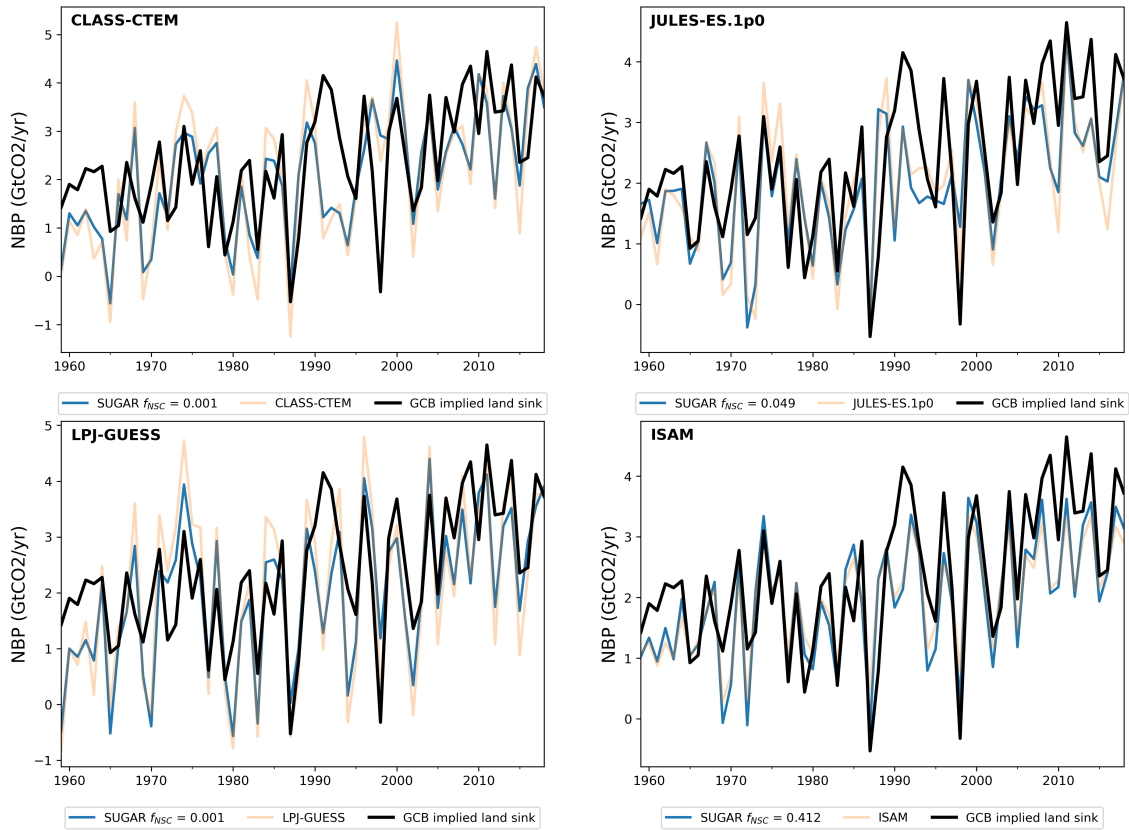 CLASS-CTEM
NBP (GtCO2/yr)
5
4
3
2
1
0
−1
1960 1970 1980 1990 2000 2010
SUGAR fNSC = 0.001 CLASS-CTEM GCB implied land sink
JULES-ES.1p0
NBP (GtCO2/yr)
4
3
2
1
0
1960 1970 1980 1990 2000 2010
SUGAR fNSC = 0.049 JULES-ES.1p0 GCB implied land sink
LPJ-GUESS
NBP (GtCO2/yr)
5
4
3
2
1
0
−1
1960 1970 1980 1990 2000 2010
SUGAR fNSC = 0.001 LPJ-GUESS GCB implied land sink
ISAM
NBP (GtCO2/yr)
4
3
2
1
0
1960 1970 1980 1990 2000 2010
SUGAR fNSC = 0.412 ISAM GCB implied land sink